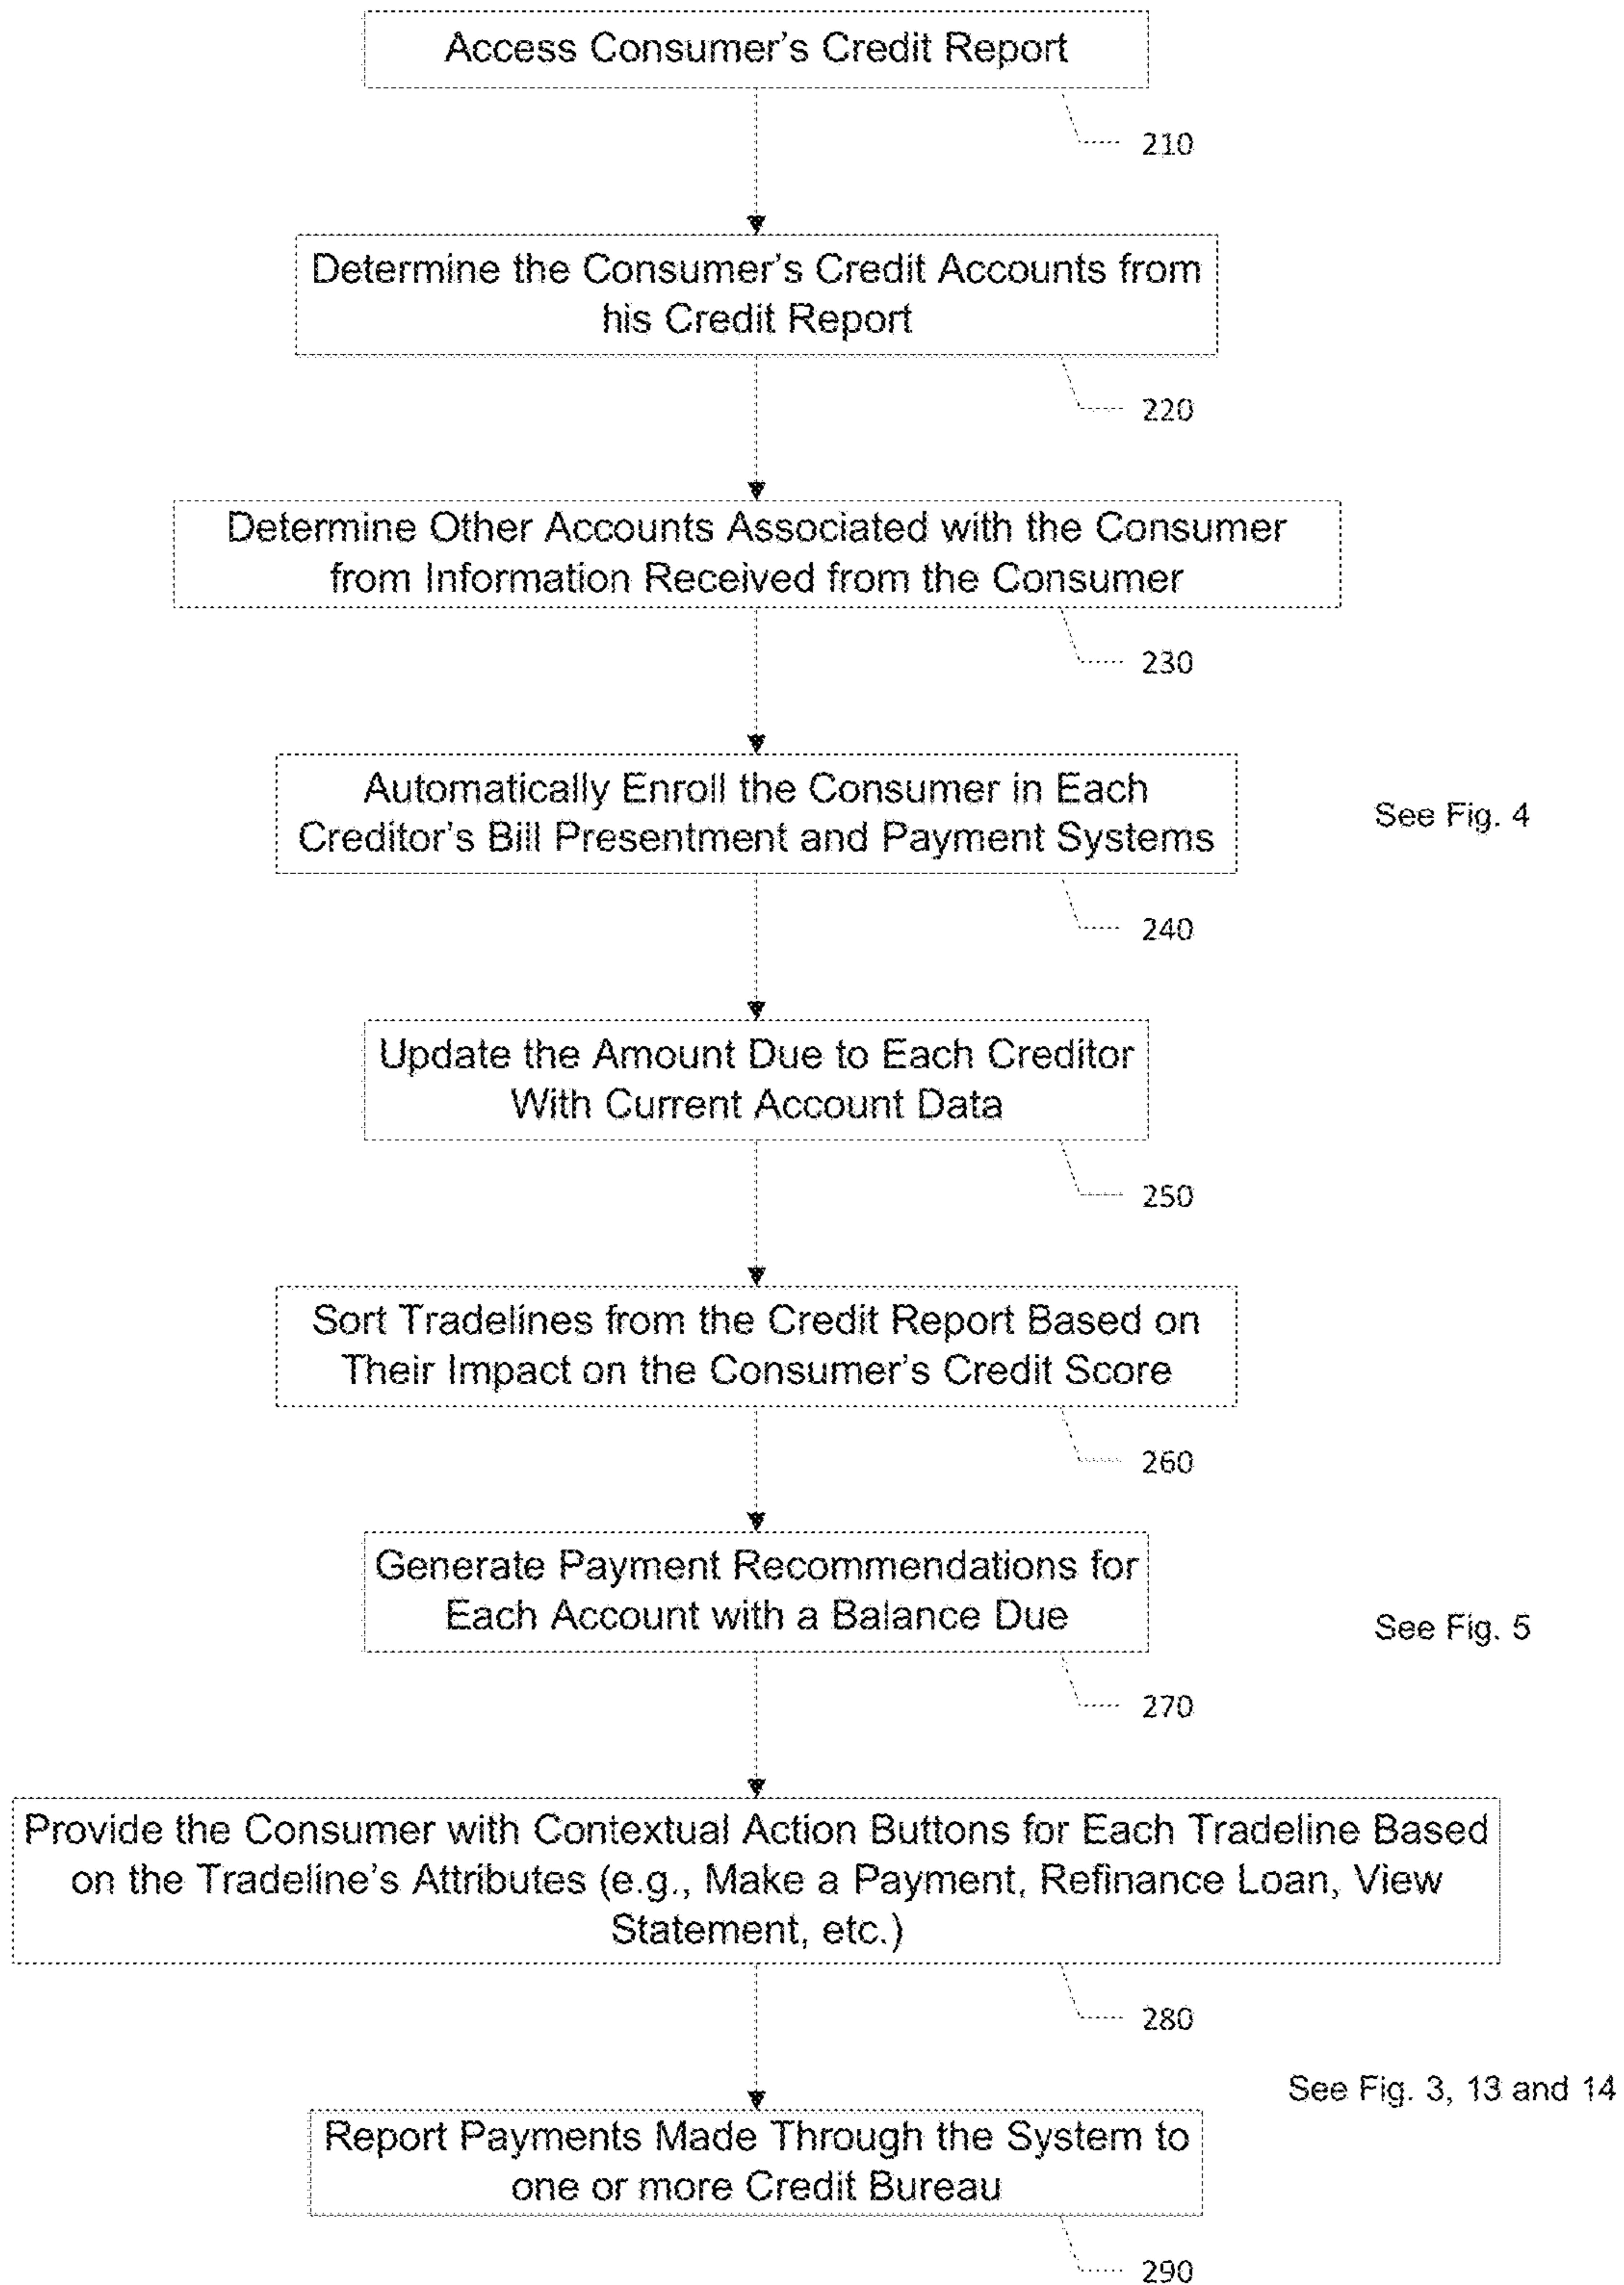 Access Consumer's Credit Report
210
Determine the Consumer's Credit Accounts from
his Credit Report
220
Determine Other Accounts Associated with the Consumer
from Information Received from the Consumer
230
Automatically Enroll the Consumer in Each
Creditor's Bill Presentment and Payment Systems
See Fig. 4
240
Update the Amount Due to Each Creditor
With Current Account Data
250
Sort Tradelines from the Credit Report Based on
Their Impact on the Consumer's Credit Score
260
Generate Payment Recommendations for
Each Account with a Balance Due
See Fig. 5
270
Provide the Consumer with Contextual Action Buttons for Each Tradeline Based
on the Tradeline's Attributes (e.g., Make a Payment, Refinance Loan, View
Statement, etc.)
280
See Fig. 3, 13 and 14
Report Payments Made Through the System to
one or more Credit Bureau
290